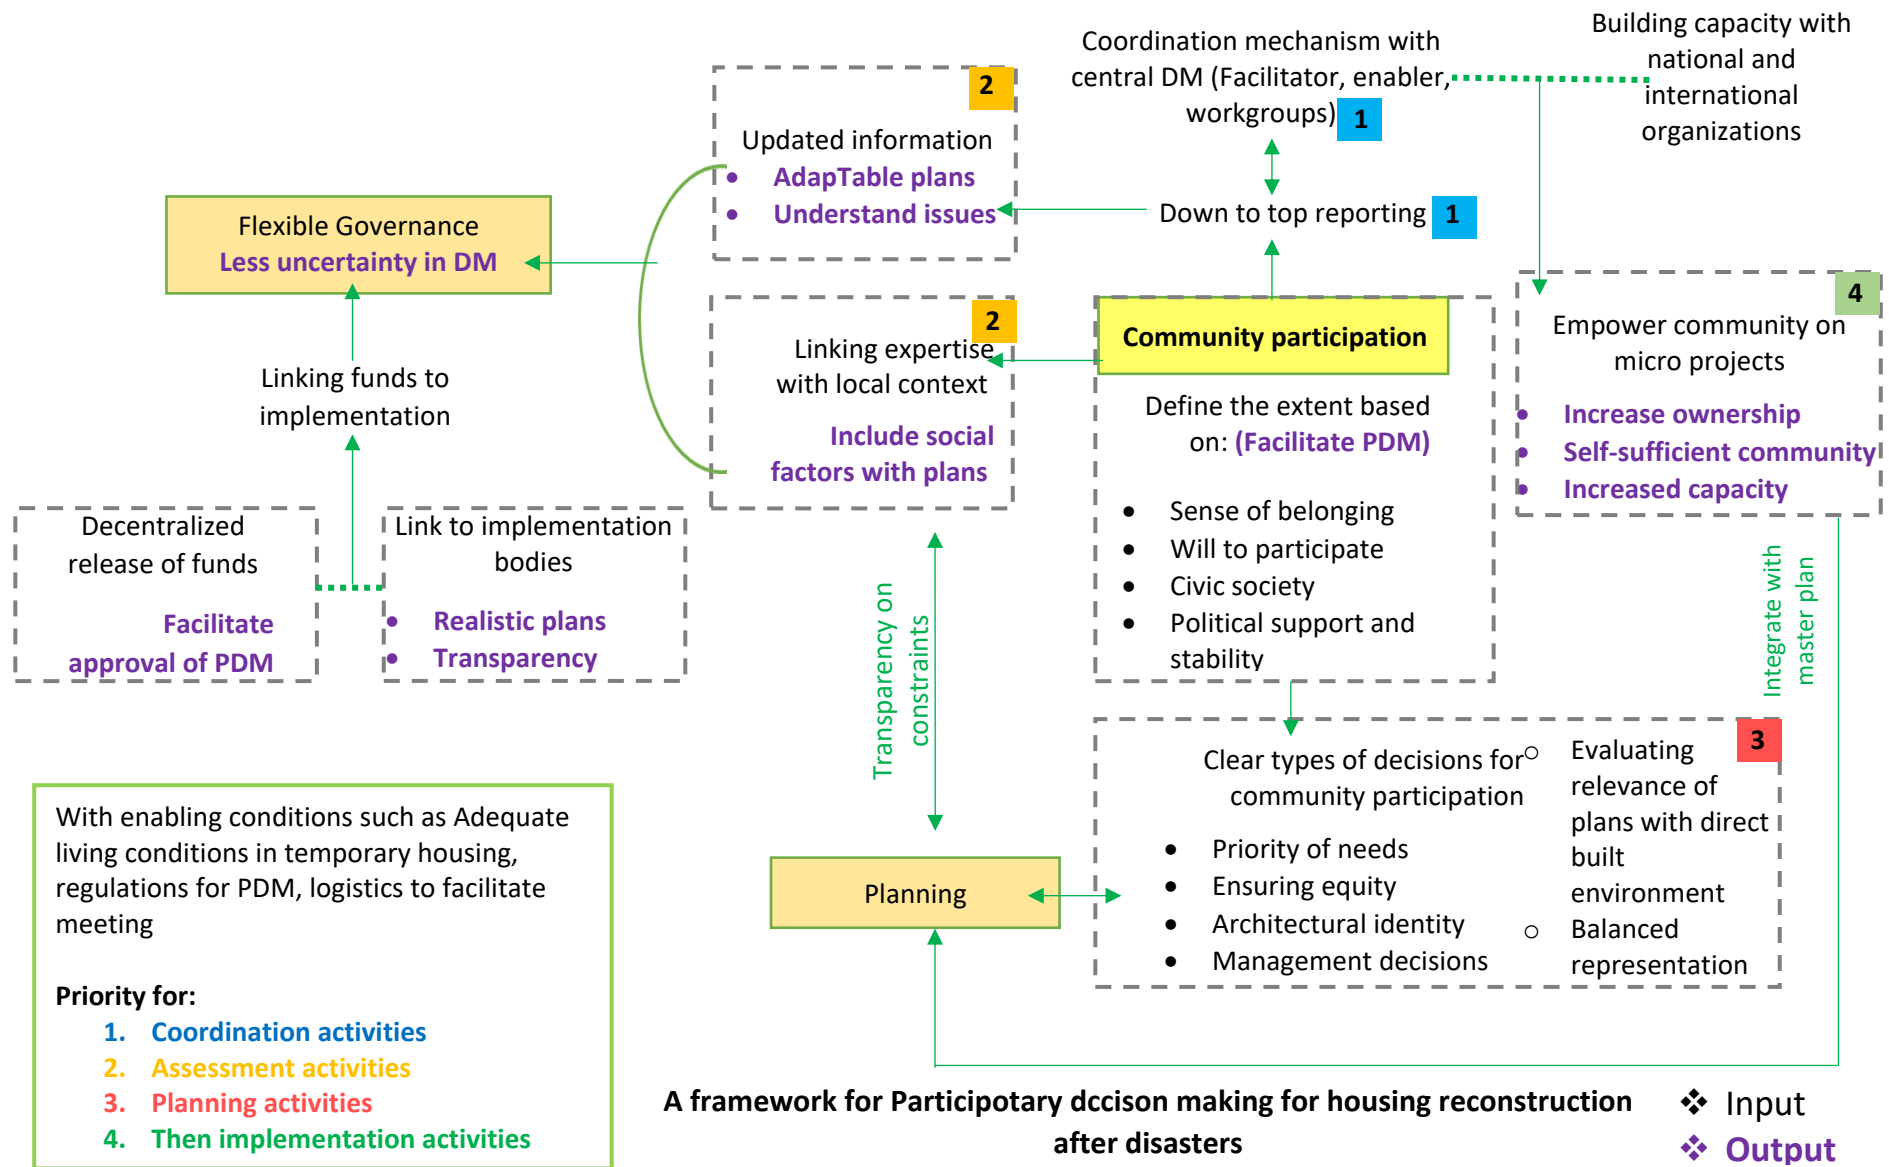 Building capacity with
national and
international
organizations
Coordination mechanism with
central DM (Facilitator, enabler,
workgroups)
1
2
Updated information
• AdapTable plans
• Understand issues
Down to top reporting
1
Flexible Governance
Less uncertainty in DM
2
Linking expertise
with local context
Include social
factors with plans
Community participation
Define the extent based
on: (Facilitate PDM)
• Sense of belonging
• Will to participate
• Civic society
• Political support and
stability
4
Empower community on
micro projects
• Increase ownership
• Self-sufficient community
• Increased capacity
Linking funds to
implementation
Decentralized
release of funds
Facilitate
approval of PDM
Link to implementation
bodies
• Realistic plans
• Transparency
Transparency on
constraints
Integrate with
master plan
3
Clear types of decisions for
community participation
• Priority of needs
• Ensuring equity
• Architectural identity
• Management decisions
o Evaluating
relevance of
plans with direct
built
environment
o Balanced
representation
Planning
With enabling conditions such as Adequate
living conditions in temporary housing,
regulations for PDM, logistics to facilitate
meeting
Priority for:
1. Coordination activities
2. Assessment activities
3. Planning activities
4. Then implementation activities
A framework for Participotary dccison making for housing reconstruction
after disasters
❖ Input
❖ Output